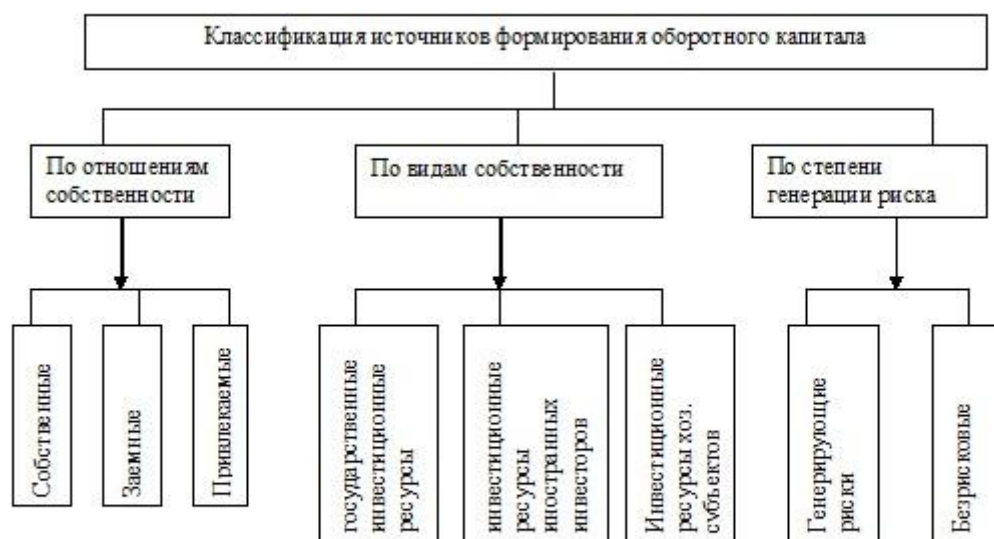 Классификация источников формирования оборотного капитала
По отношениям
собственности
По видам собственности
По степени
генерации риска
Собственные
Заемные
Привлекаемые
государственные
инвестиционные
ресурсы
инвестиционные
ресурсы
иностранных
инвесторов
Инвестиционные
ресурсы хоз.
субъектов
Генерирующие
риски
Безрисковые